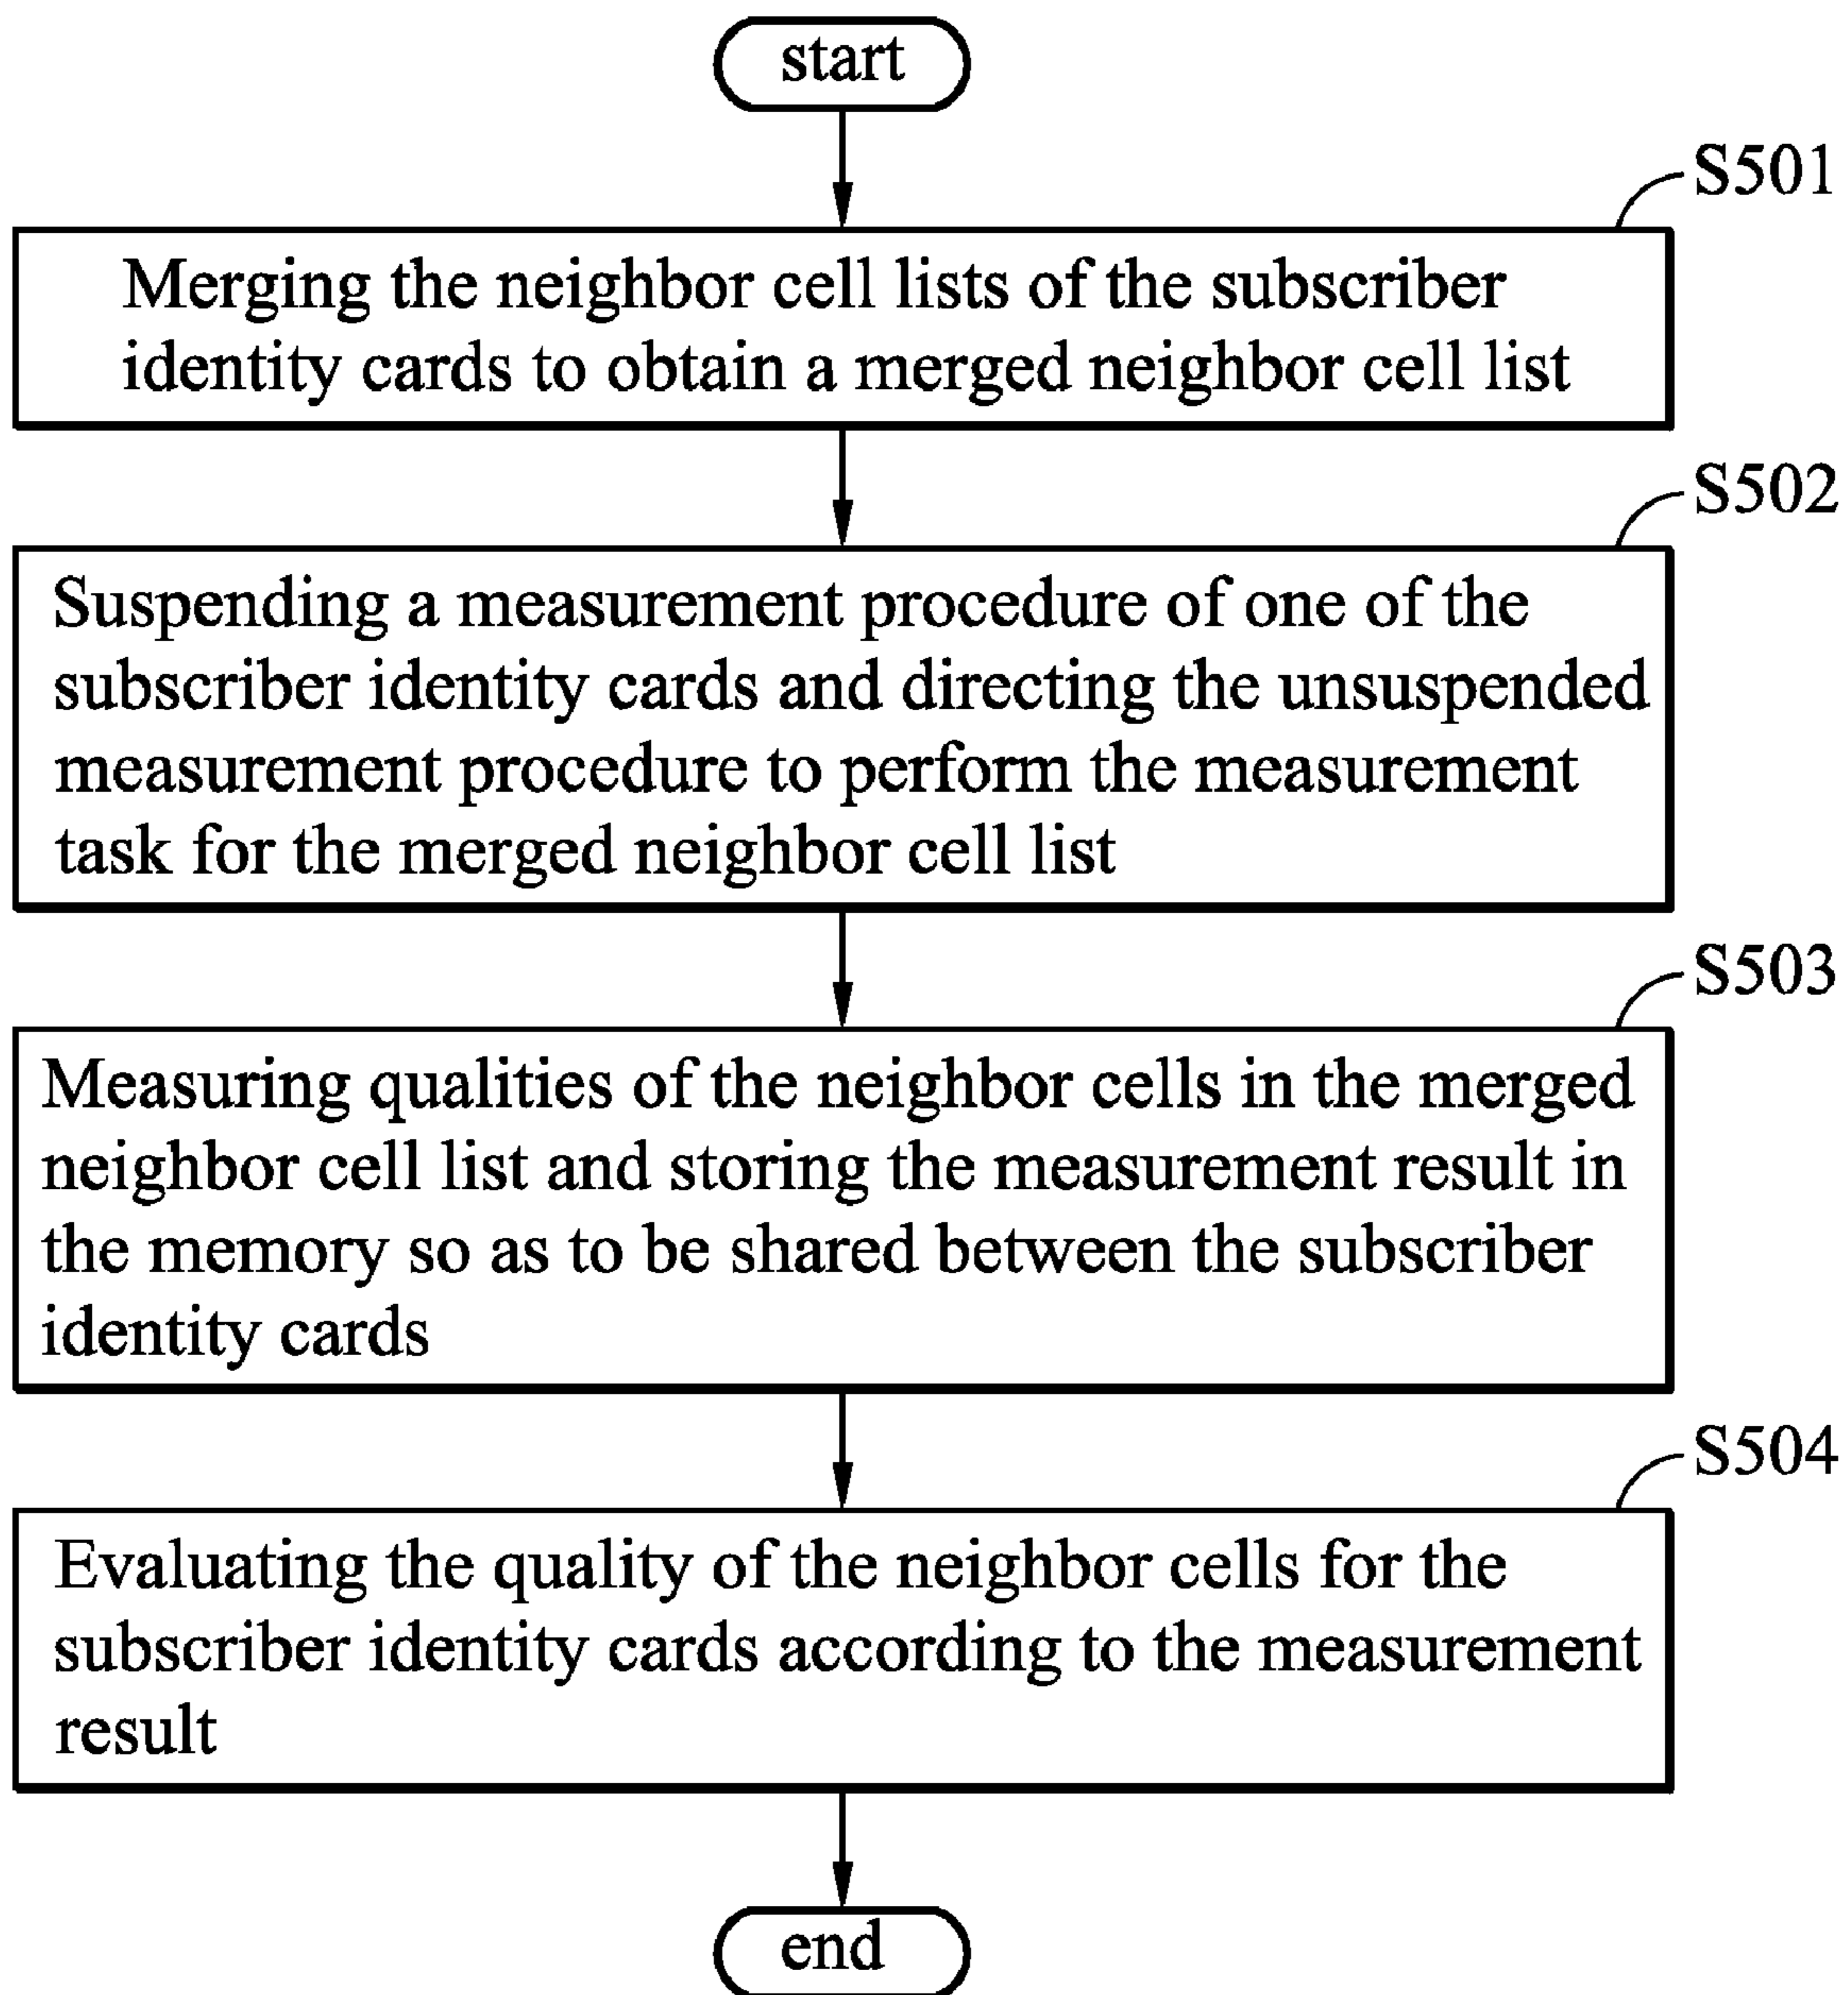 start
S501
Merging the neighbor cell lists of the subscriber
identity cards to obtain a merged neighbor cell list
S502
Suspending a measurement procedure of one of the
subscriber identity cards and directing the unsuspended
measurement procedure to perform the measurement
task for the merged neighbor cell list
S503
Measuring qualities of the neighbor cells in the merged
neighbor cell list and storing the measurement result in
the memory so as to be shared between the subscriber
identity cards
S504
Evaluating the quality of the neighbor cells for the
subscriber identity cards according to the measurement
result
end